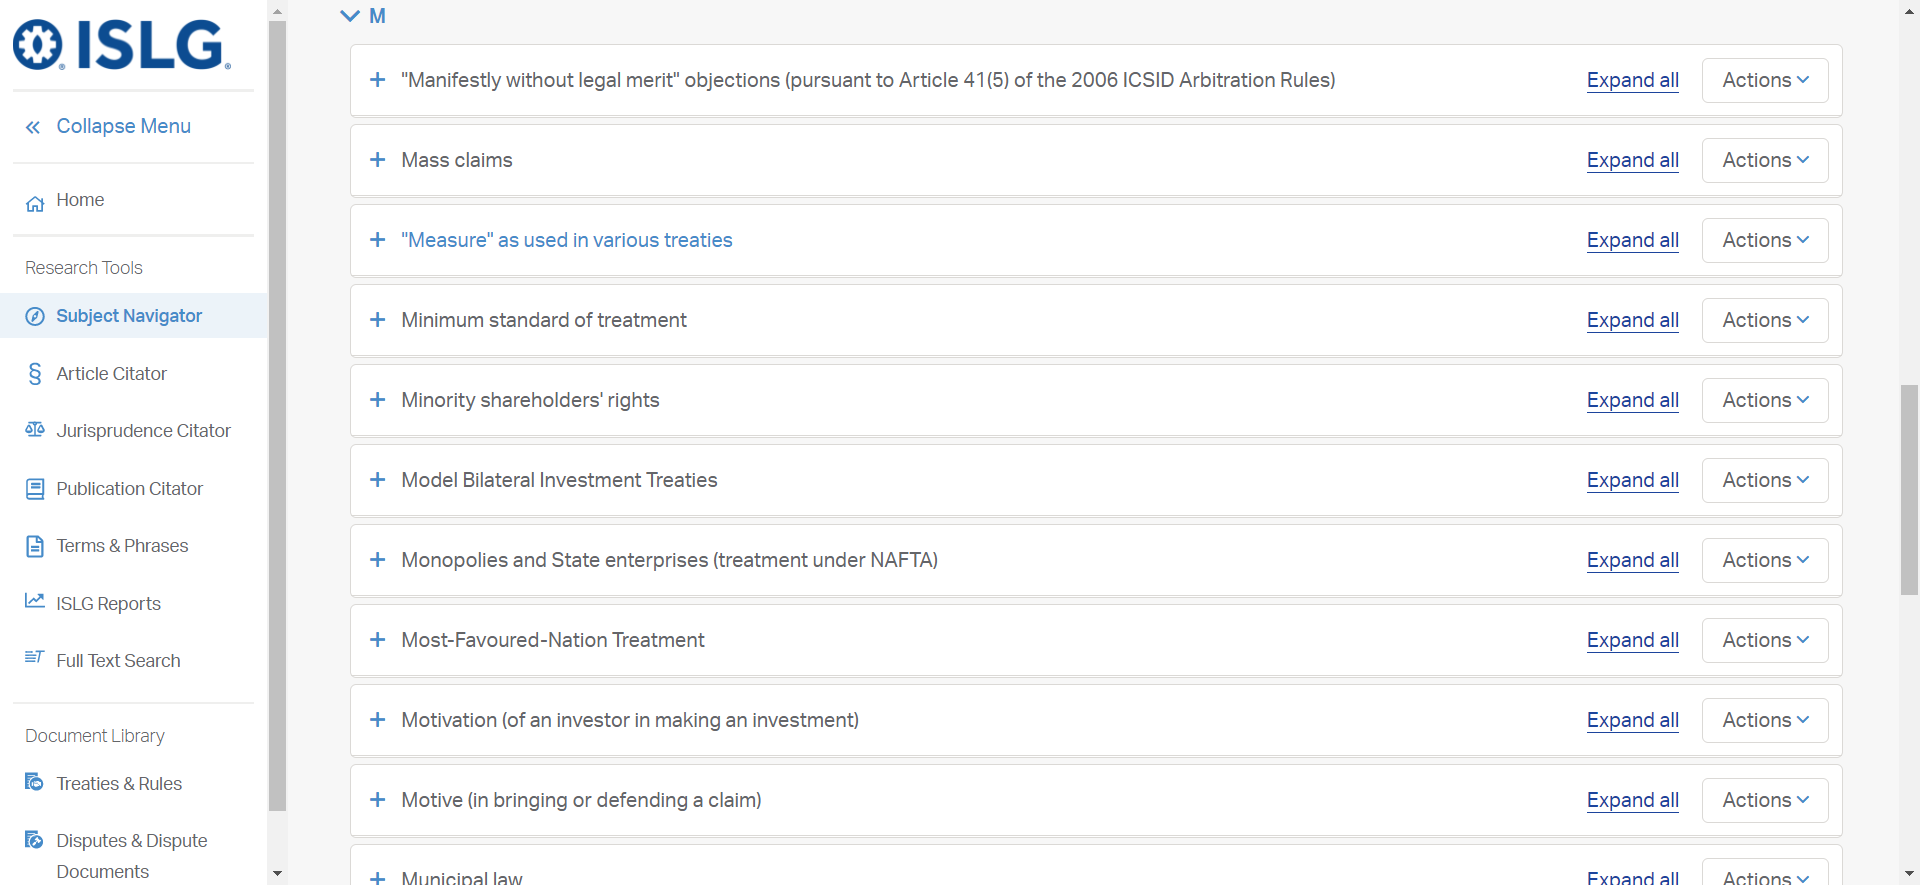 ISLG
Collapse Menu
Home
Research Tools
Subject Navigator
Article Citator
Jurisprudence Citator
Publication Citator
Terms & Phrases
ISLG Reports
Full Text Search
Document Library
Treaties & Rules
Disputes & Dispute
Documents
M
"Manifestly without legal merit" objections (pursuant to Article 41(5) of the 2006 ICSID Arbitration Rules) Expand all Actions
Mass claims Expand all Actions
"Measure" as used in various treaties Expand all Actions
Minimum standard of treatment Expand all Actions
Minority shareholders' rights Expand all Actions
Model Bilateral Investment Treaties Expand all Actions
Monopolies and State enterprises (treatment under NAFTA) Expand all Actions
Most-Favoured-Nation Treatment Expand all Actions
Motivation (of an investor in making an investment) Expand all Actions
Motive (in bringing or defending a claim) Expand all Actions
Municipal law Expand all Actions